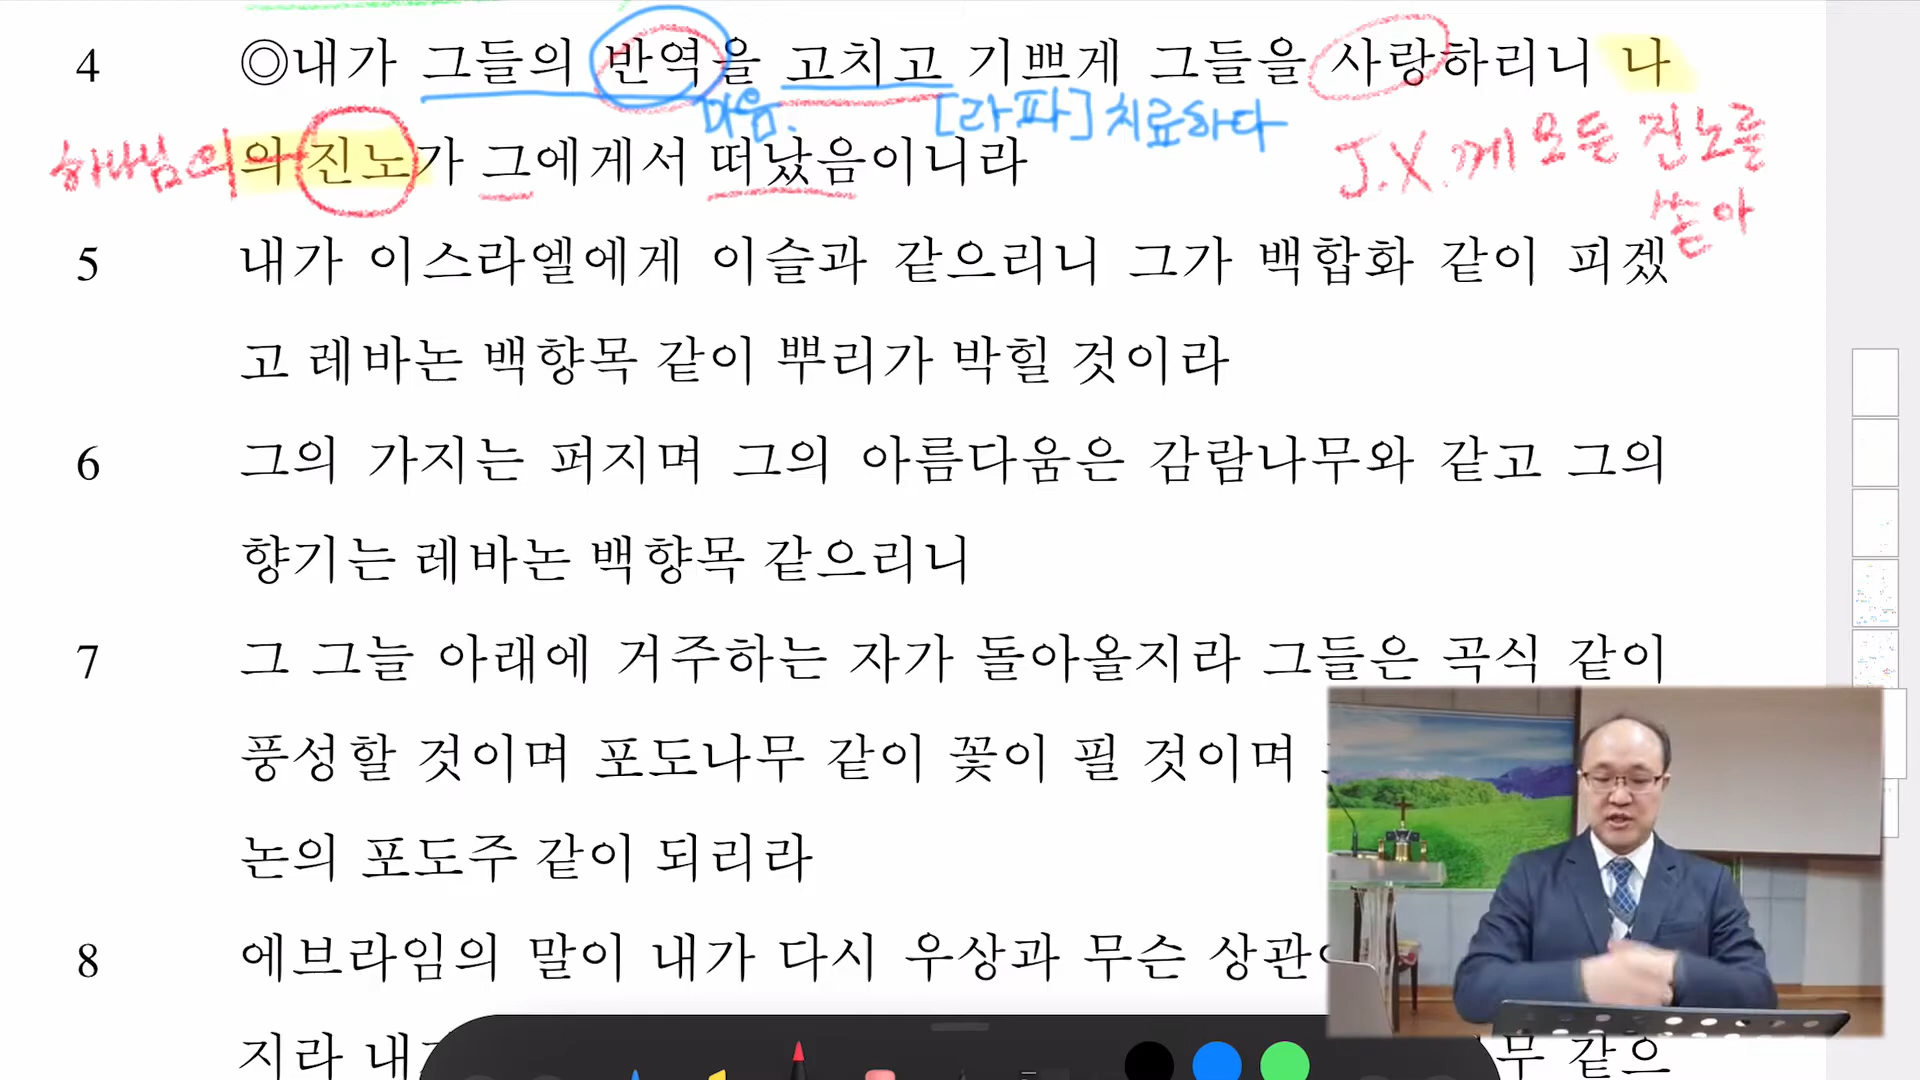 4 ◎내가 그들의 반역을 고치고 기쁘게 그들을 사랑하리니 나
마음. [라파] 치료하다
하나님의 의 진노가 그에게서 떠났음이니라
J.X.께 모든 진노를
쏟아
5 내가 이스라엘에게 이슬과 같으리니 그가 백합화 같이 피겠
고 레바논 백향목 같이 뿌리가 박힐 것이라
6 그의 가지는 퍼지며 그의 아름다움은 감람나무와 같고 그의
향기는 레바논 백향목 같으리니
7 그 그늘 아래에 거주하는 자가 돌아올지라 그들은 곡식 같이
풍성할 것이며 포도나무 같이 꽃이 필 것이며
논의 포도주 같이 되리라
8 에브라임의 말이 내가 다시 우상과 무슨 상관
지라 내 무 같으